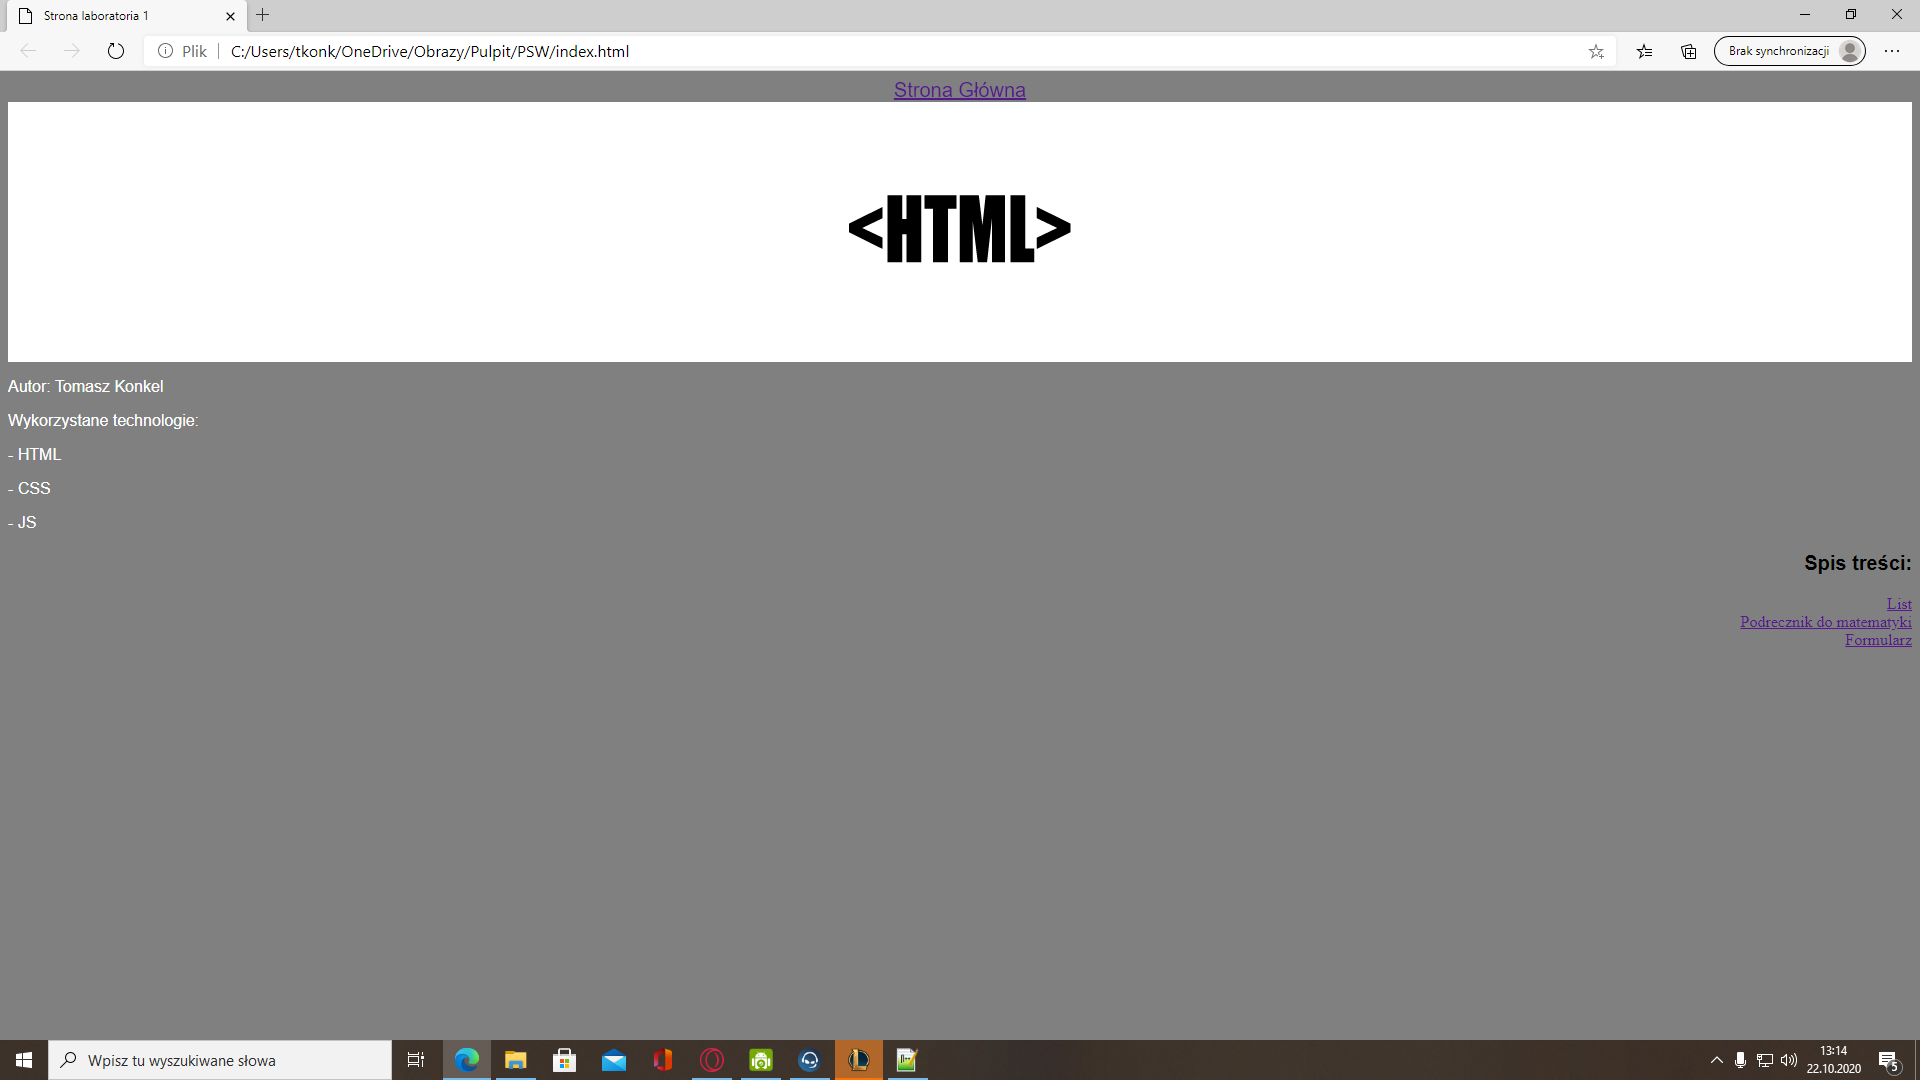 Strona laboratoria 1
Plik
C:/Users/tkonk/OneDrive/Obrazy/Pulpit/PSW/index.html
Brak synchronizacji
Strona Główna
<HTML>
Autor: Tomasz Konkel
Wykorzystane technologie:
- HTML
- CSS
- JS
Spis treści:
List
Podrecznik do matematyki
Formularz
Wpisz tu wyszukiwane słowa
13:14
22.10.2020
5